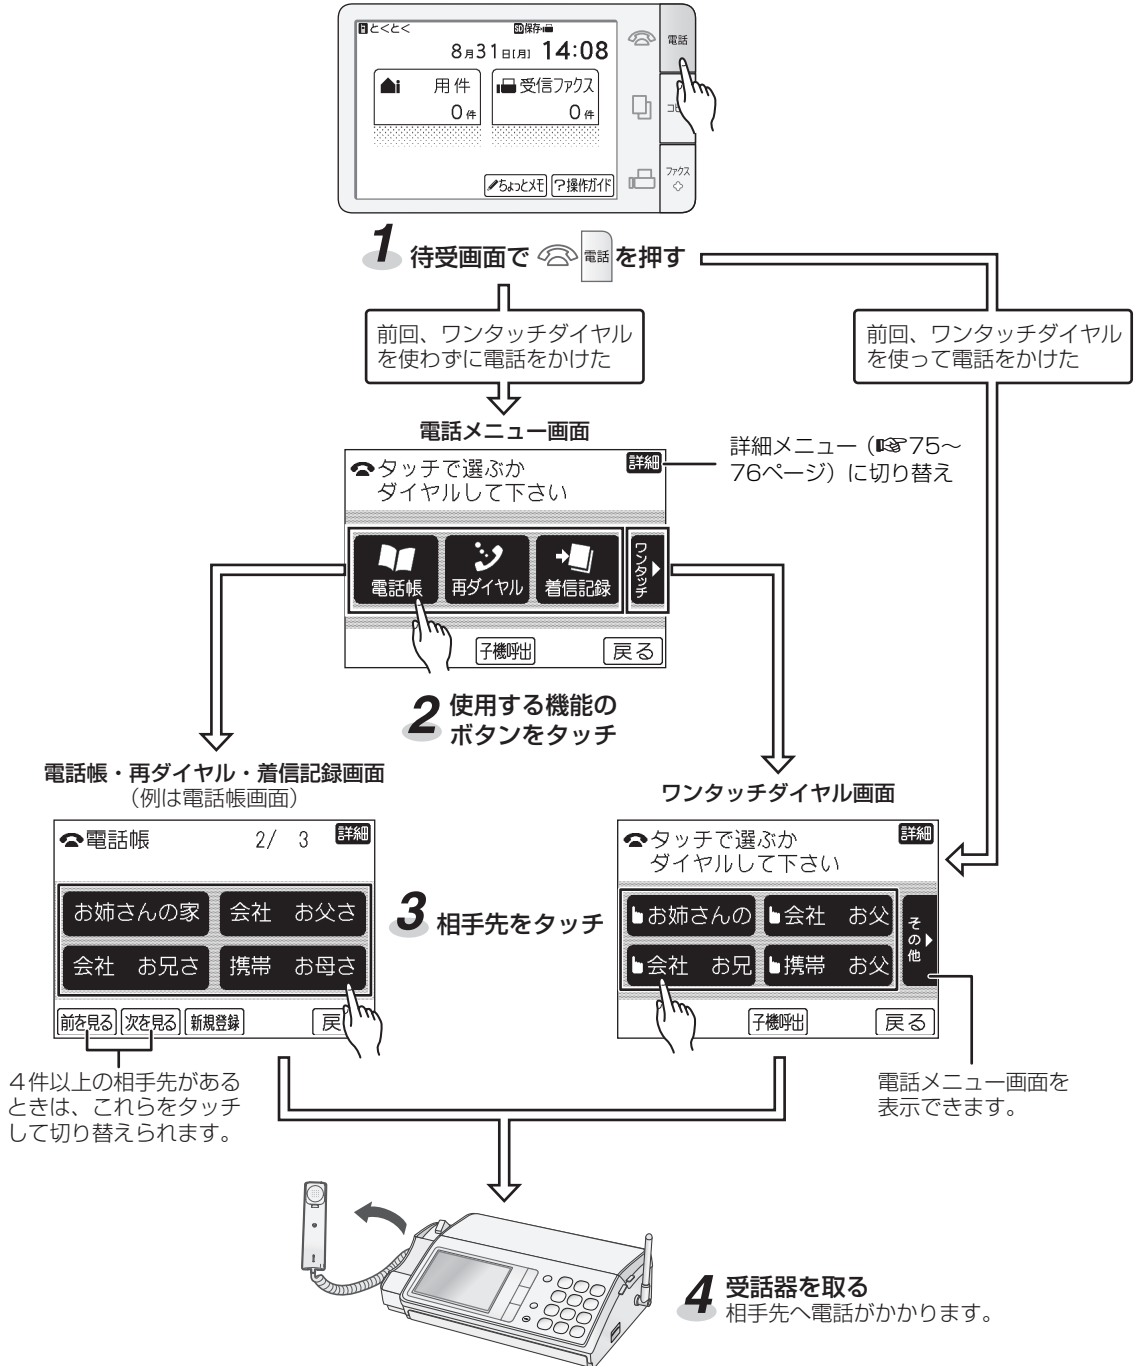 とくとく
SD保存
8月31日[月] 14:08
用件
0件
受信ファクス
0件
ちょっとメモ
?操作ガイド
電話
ファクス
1 待受画面で 電話 を押す
前回、ワンタッチダイヤル
を使わずに電話をかけた
前回、ワンタッチダイヤル
を使って電話をかけた
電話メニュー画面
タッチで選ぶか
ダイヤルして下さい
詳細
詳細メニュー（☞75～
76ページ）に切り替え
電話帳
再ダイヤル
着信記録
ワンタッチ
子機呼出
戻る
2 使用する機能の
ボタンをタッチ
電話帳・再ダイヤル・着信記録画面
（例は電話帳画面）
電話帳 2/ 3 詳細
お姉さんの家
会社 お父さ
会社 お兄さ
携帯 お母さ
前を見る
次を見る
新規登録
戻
4件以上の相手先がある
ときは、これらをタッチ
して切り替えられます。
3 相手先をタッチ
ワンタッチダイヤル画面
タッチで選ぶか
ダイヤルして下さい
詳細
お姉さんの
会社 お父
会社 お兄
携帯 お父
その他
子機呼出
戻る
電話メニュー画面を
表示できます。
4 受話器を取る
相手先へ電話がかかります。